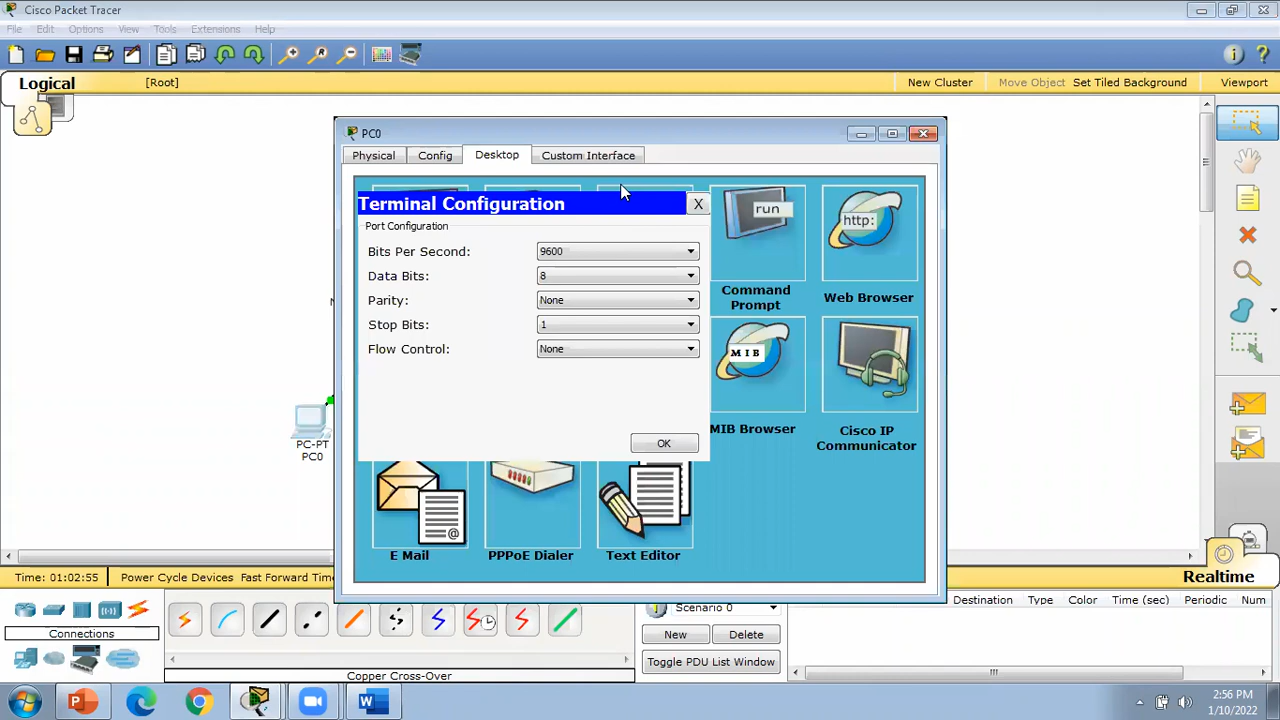 Cisco Packet Tracer
File Edit Options View Tools Extensions Help
Logical
[Root]
New Cluster
Move Object
Set Tiled Background
Viewport
PC0
Physical
Config
Desktop
Custom Interface
Terminal Configuration
X
Port Configuration
Bits Per Second:
9600
Data Bits:
8
Parity:
None
Stop Bits:
1
Flow Control:
None
OK
run
http:
Command
Prompt
Web Browser
MIB
MIB Browser
Cisco IP
Communicator
E Mail
PPPoE Dialer
Text Editor
PC-PT
PC0
Time: 01:02:55
Power Cycle Devices
Fast Forward Time
Realtime
Connections
Copper Cross-Over
Scenario 0
New
Delete
Toggle PDU List Window
Destination
Type
Color
Time (sec)
Periodic
Num
2:56 PM
1/10/2022